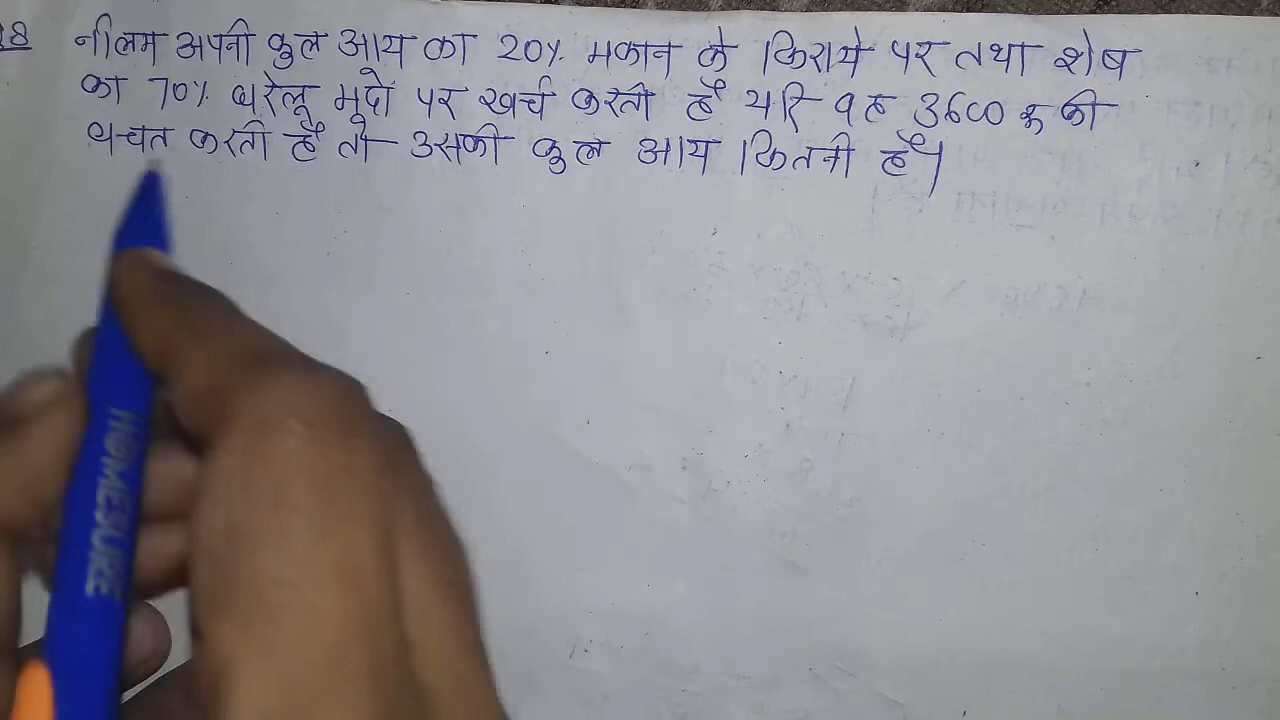 18 नीलम अपनी कुल आय का 20% मकान के किराये पर तथा शेष
का 70% घरेलू मुदों पर खर्च करती है यदि वह 3600 रु की
बचत करती है तो उसकी कुल आय कितनी है।
HOMESURE